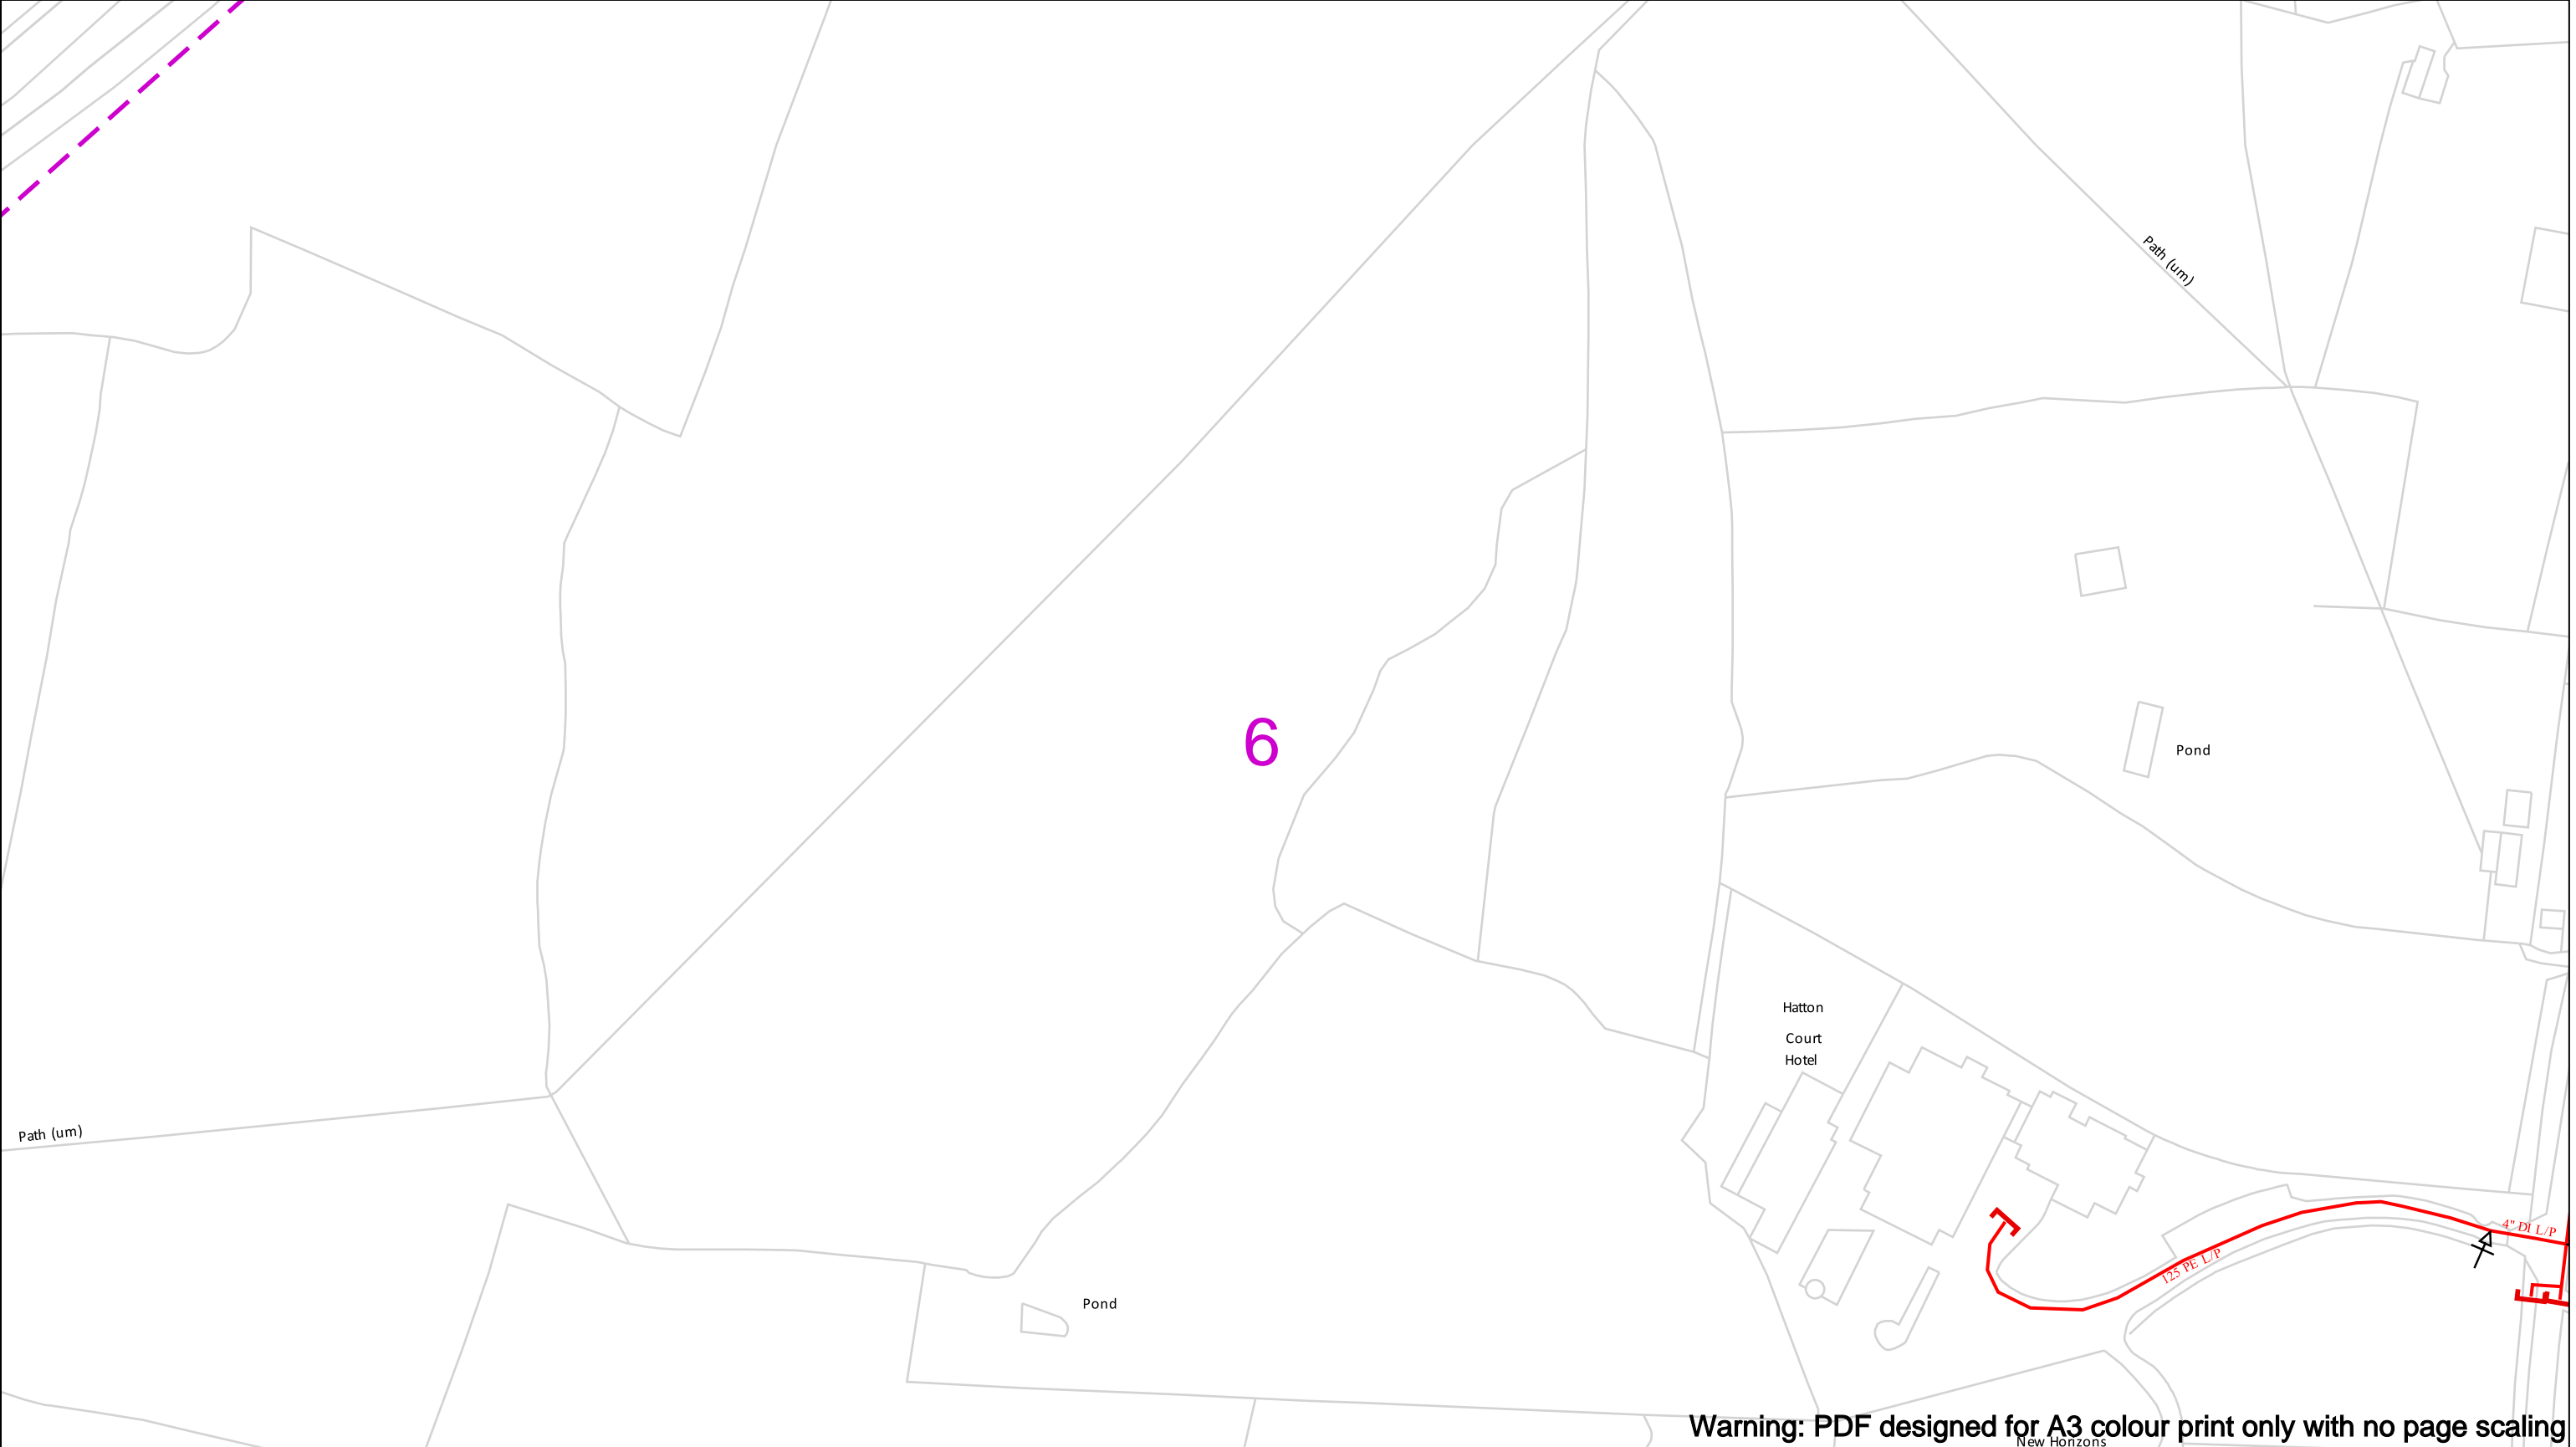 Path (um)
6
Pond
Hatton
Court
Hotel
Path (um)
4" DI L/P
125 PE L/P
Pond
Warning: PDF designed for A3 colour print only with no page scaling
New Horizons